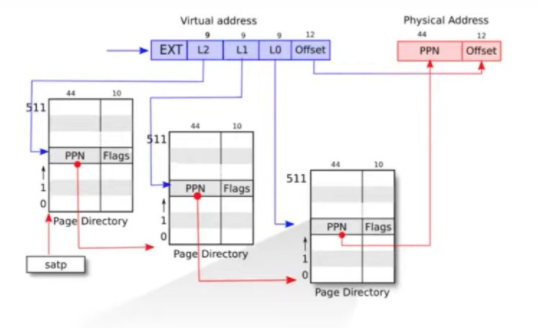 Virtual address
Physical Address
9 9 9 12
44 12
EXT L2 L1 L0 Offset
PPN Offset
44 10
511
PPN Flags
1
0
Page Directory
satp
44 10
511
PPN Flags
1
0
Page Directory
44 10
511
PPN Flags
1
0
Page Directory